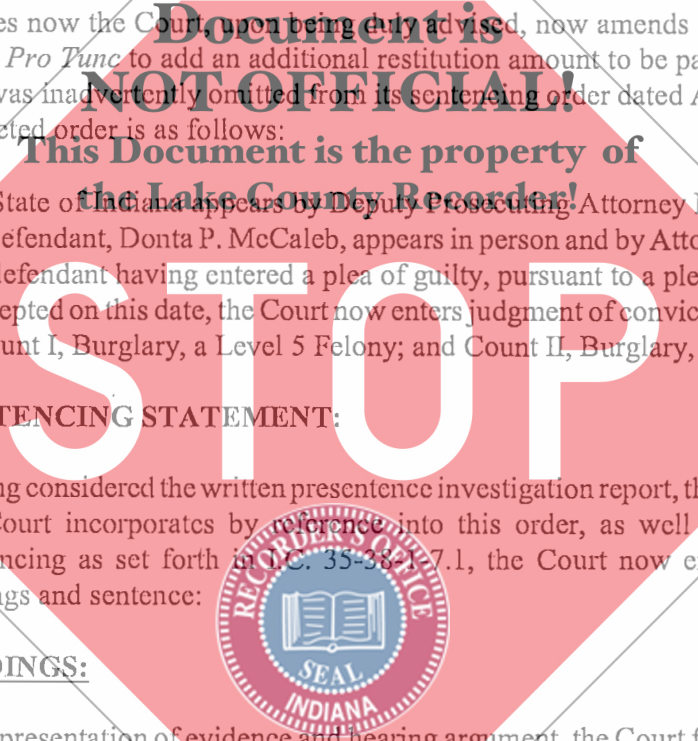 es now the Court, upon being duly advised, now amends
Document is
Pro Tunc to add an additional restitution amount to be pa
NOT OFFICIAL!
was inadvertently omitted from its sentencing order dated A
eted order is as follows:
This Document is the property of
the Lake County Recorder!
State of Indiana appears by Deputy Prosecuting Attorney
efendant, Donta P. McCaleb, appears in person and by Atto
defendant having entered a plea of guilty, pursuant to a ple
epted on this date, the Court now enters judgment of convic
unt I, Burglary, a Level 5 Felony; and Count II, Burglary,
STOP
TENCING STATEMENT:
ng considered the written presentence investigation report, th
Court incorporates by reference into this order, as well
ncing as set forth in I.C. 35-38-1-7.1, the Court now e
ngs and sentence:
RECORDER'S OFFICE
SEAL
INDIANA
DINGS:
presentation of evidence and hearing argument, the Court f